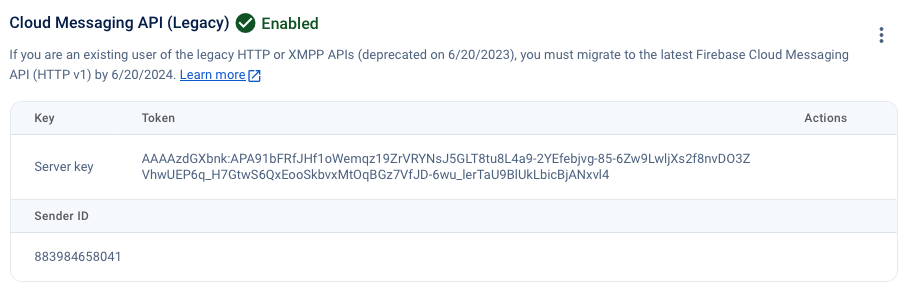 Cloud Messaging API (Legacy) Enabled
If you are an existing user of the legacy HTTP or XMPP APIs (deprecated on 6/20/2023), you must migrate to the latest Firebase Cloud Messaging
API (HTTP v1) by 6/20/2024. Learn more
Key Token Actions
Server key
AAAAzdGXbnk:APA91bFRfJHf1oWemqz19ZrVRYNsJ5GLT8tu8L4a9-2YEfebjvg-85-6Zw9LwljXs2f8nvDO3Z
VhwUEP6q_H7GtwS6QxEooSkbvxMtOqBGz7VfJD-6wu_lerTaU9BlUkLbicBjANxvl4
Sender ID
883984658041